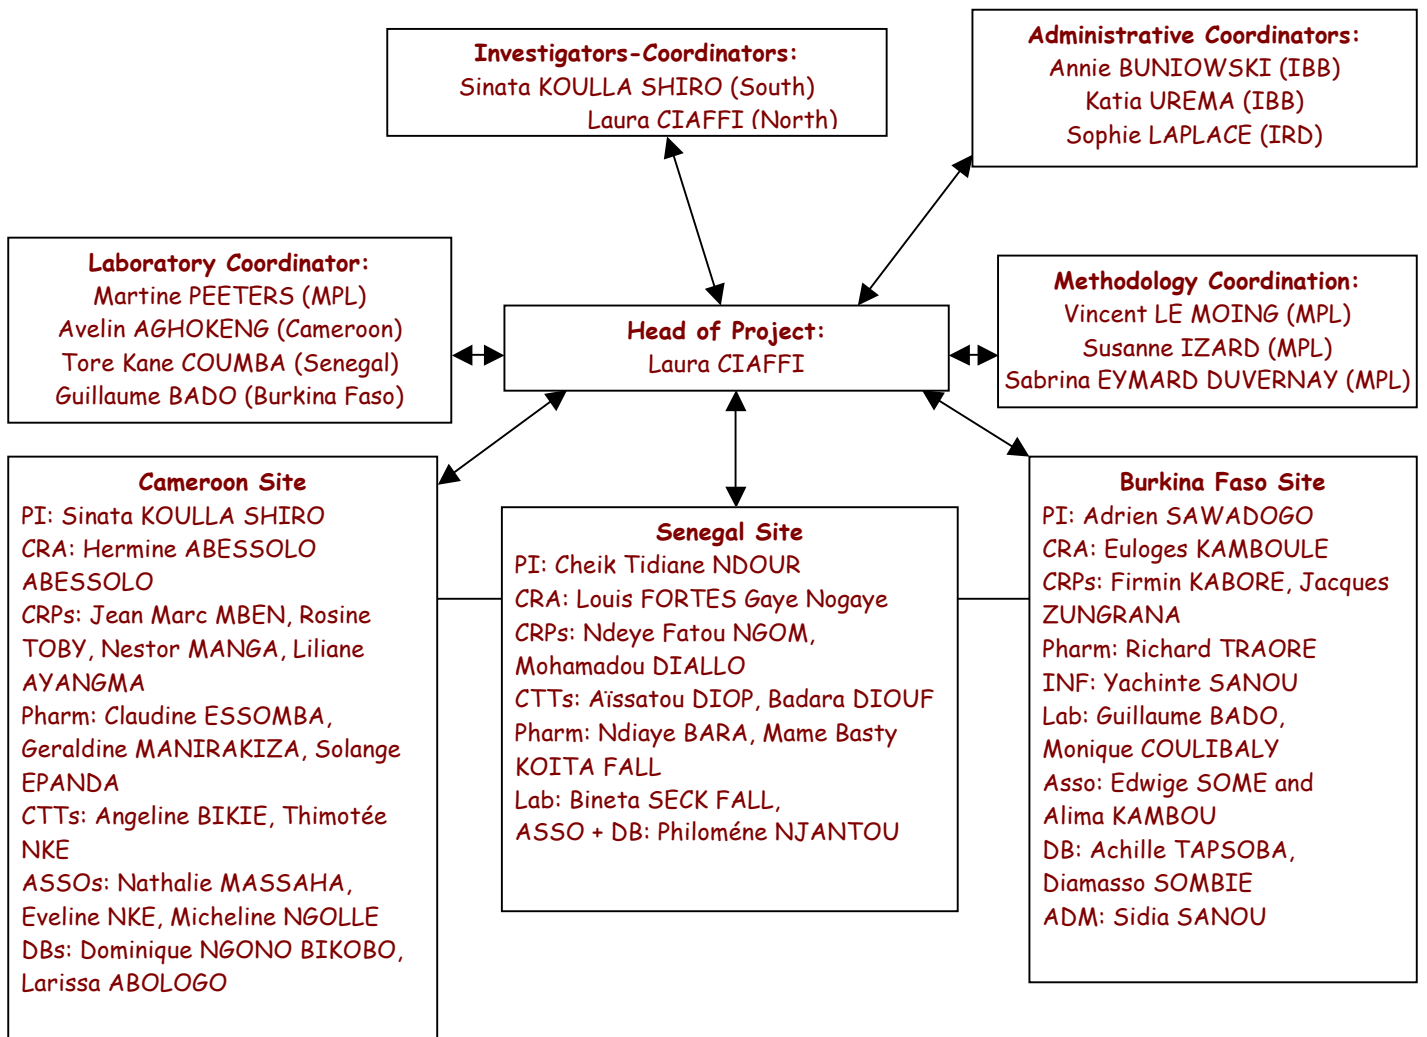 Investigators-Coordinators:
Sinata KOULLA SHIRO (South)
Laura CIAFFI (North)
Administrative Coordinators:
Annie BUNIOWSKI (IBB)
Katia UREMA (IBB)
Sophie LAPLACE (IRD)
Laboratory Coordinator:
Martine PEETERS (MPL)
Avelin AGHOKENG (Cameroon)
Tore Kane COUMBA (Senegal)
Guillaume BADO (Burkina Faso)
Head of Project:
Laura CIAFFI
Methodology Coordination:
Vincent LE MOING (MPL)
Susanne IZARD (MPL)
Sabrina EYMARD DUVERNAY (MPL)
Cameroon Site
PI: Sinata KOULLA SHIRO
CRA: Hermine ABESSOLO
ABESSOLO
CRPs: Jean Marc MBEN, Rosine
TOBY, Nestor MANGA, Liliane
AYANGMA
Pharm: Claudine ESSOMBA,
Geraldine MANIRAKIZA, Solange
EPANDA
CTTs: Angeline BIKIE, Thimotée
NKE
ASSOs: Nathalie MASSAHA,
Eveline NKE, Micheline NGOLLE
DBs: Dominique NGONO BIKOBO,
Larissa ABOLOGO
Senegal Site
PI: Cheik Tidiane NDOUR
CRA: Louis FORTES Gaye Nogaye
CRPs: Ndeye Fatou NGOM,
Mohamadou DIALLO
CTTs: Aïssatou DIOP, Badara DIOUF
Pharm: Ndiaye BARA, Mame Basty
KOITA FALL
Lab: Bineta SECK FALL,
ASSO + DB: Philoméne NJANTOU
Burkina Faso Site
PI: Adrien SAWADOGO
CRA: Euloges KAMBOULE
CRPs: Firmin KABORE, Jacques
ZUNGRANA
Pharm: Richard TRAORE
INF: Yachinte SANOU
Lab: Guillaume BADO,
Monique COULIBALY
Asso: Edwige SOME and
Alima KAMBOU
DB: Achille TAPSOBA,
Diamasso SOMBIE
ADM: Sidia SANOU